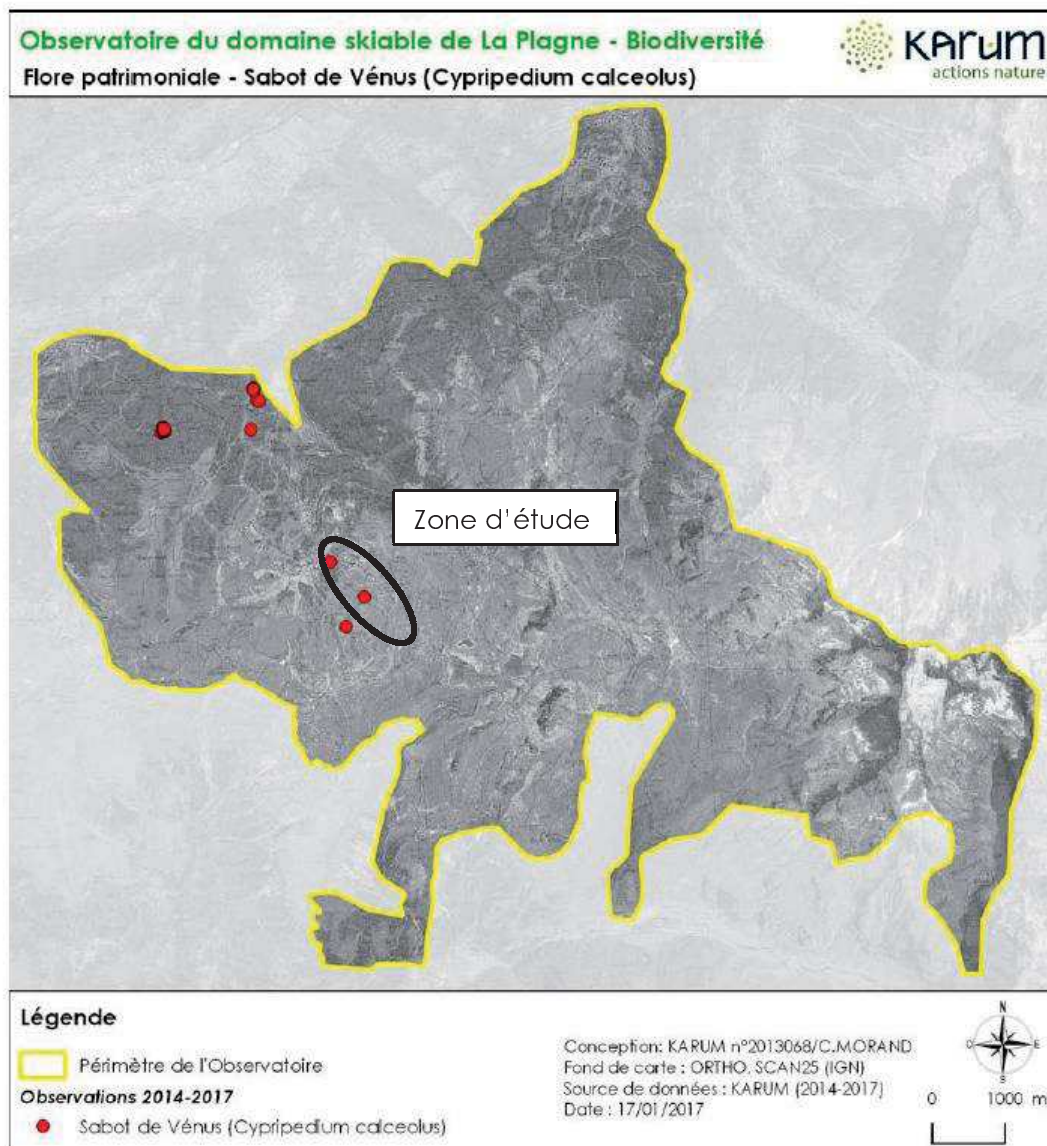 Observatoire du domaine skiable de La Plagne - Biodiversité
Flore patrimoniale - Sabot de Vénus (Cypripedium calceolus)
KARUM
actions nature
Zone d'étude
Légende
Périmètre de l'Observatoire
Observations 2014-2017
Sabot de Vénus (Cypripedium calceolus)
Conception: KARUM n°2013068/C.MORAND
Fond de carte : ORTHO, SCAN25 (IGN)
Source de données : KARUM (2014-2017)
Date : 17/01/2017
N
O
E
S
0 1000 m